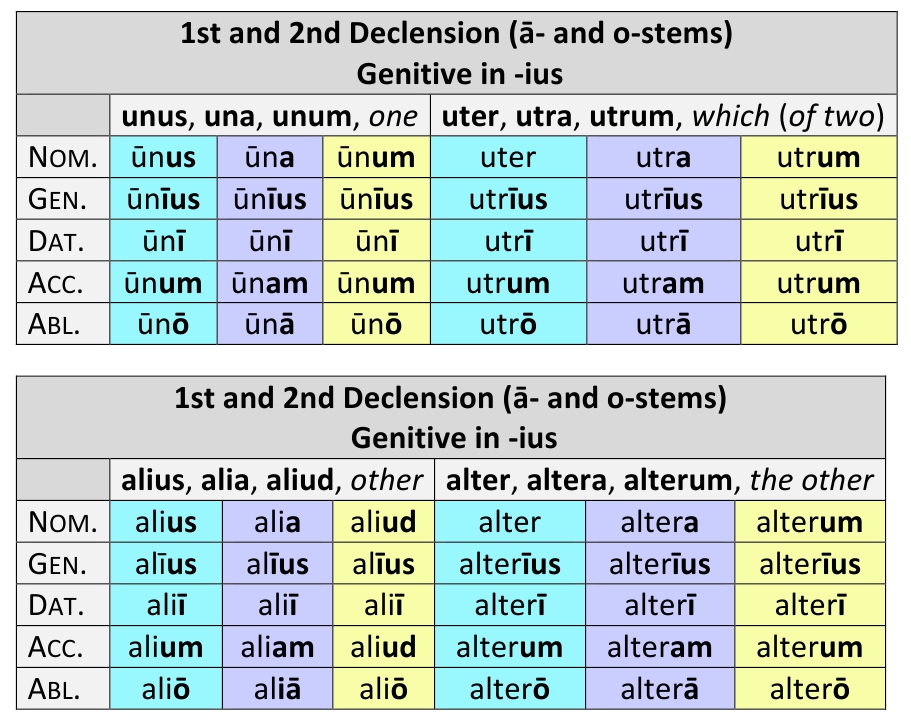 1st and 2nd Declension (ā- and o-stems)
Genitive in -ius
unus, una, unum, one uter, utra, utrum, which (of two)
NOM. ūnus ūna ūnum uter utra utrum
GEN. ūnīus ūnīus ūnīus utrīus utrīus utrīus
DAT. ūnī ūnī ūnī utrī utrī utrī
ACC. ūnum ūnam ūnum utrum utram utrum
ABL. ūnō ūnā ūnō utrō utrā utrō
1st and 2nd Declension (ā- and o-stems)
Genitive in -ius
alius, alia, aliud, other alter, altera, alterum, the other
NOM. alius alia aliud alter altera alterum
GEN. alīus alīus alīus alterīus alterīus alterīus
DAT. aliī aliī aliī alterī alterī alterī
ACC. alium aliam aliud alterum alteram alterum
ABL. aliō aliā aliō alterō alterā alterō